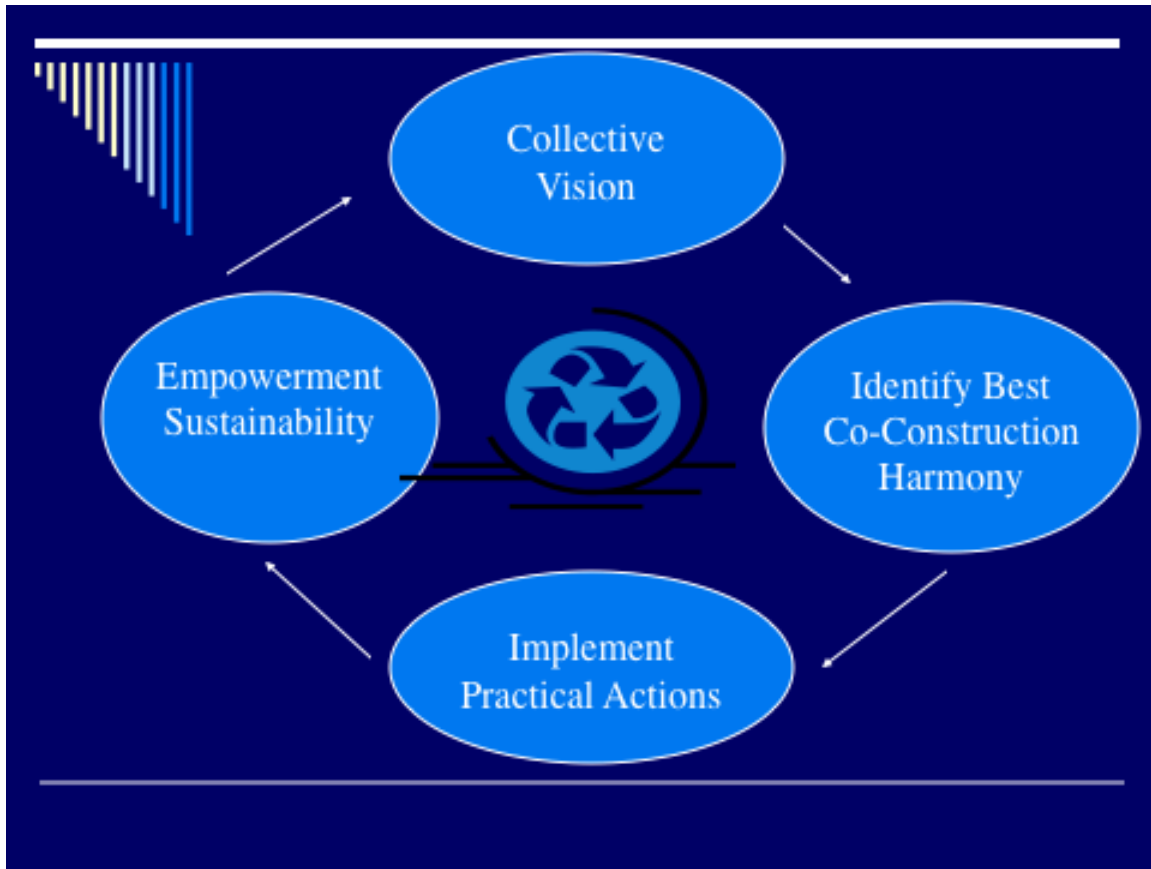 Collective
Vision
Identify Best
Co-Construction
Harmony
Implement
Practical Actions
Empowerment
Sustainability